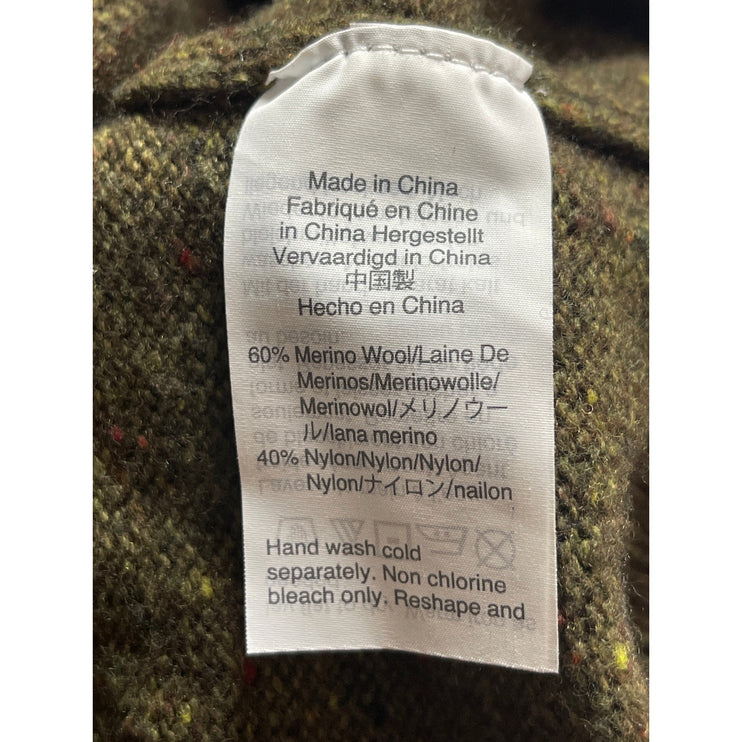 Made in China
Fabriqué en Chine
in China Hergestellt
Vervaardigd in China
中国製
Hecho en China
60% Merino Wool/Laine De
Merinos/Merinowolle/
Merinowol/メリノウー
ル/lana merino
40% Nylon/Nylon/Nylon/
Nylon/ナイロン/nailon
Hand wash cold
separately. Non chlorine
bleach only. Reshape and